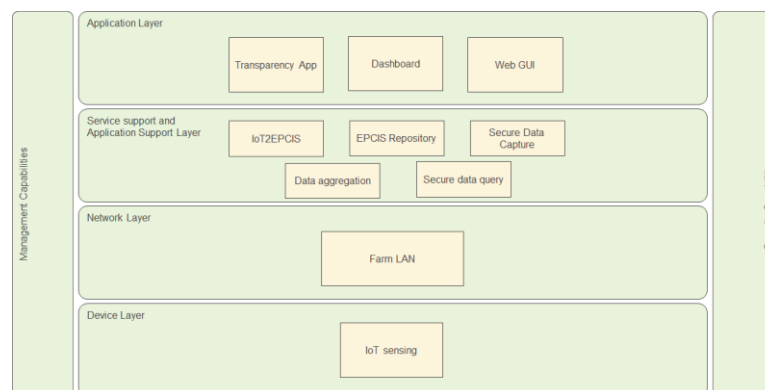 Application Layer
Transparency App
Dashboard
Web GUI
Service support and
Application Support Layer
IoT2EPCIS
EPCIS Repository
Secure Data
Capture
Data aggregation
Secure data query
Management Capabilities
Network Layer
Farm LAN
Device Layer
IoT sensing